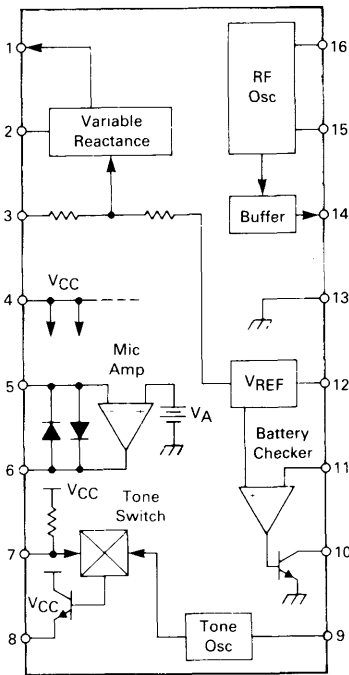 1
16
RF
Osc
Variable
Reactance
2
15
3
Buffer
14
VCC
4
13
Mic
Amp
5
- +
VA
VREF
12
Battery
Checker
6
11
+ -
VCC
Tone
Switch
7
10
VCC
8
Tone
Osc
9